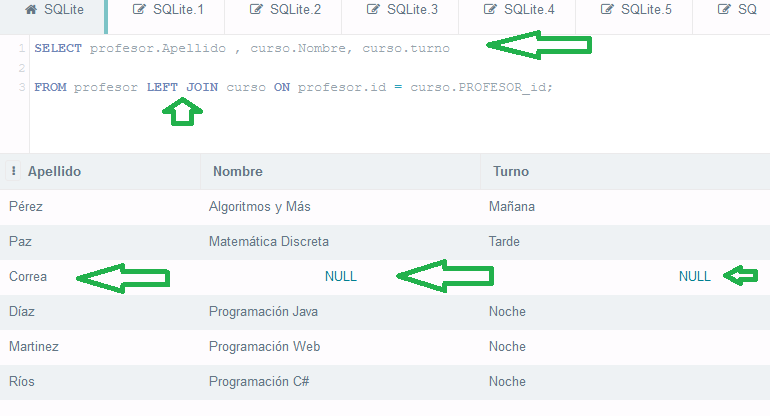 SQLite SQLite.1 SQLite.2 SQLite.3 SQLite.4 SQLite.5 SQ
1 SELECT profesor.Apellido , curso.Nombre, curso.turno
2
3 FROM profesor LEFT JOIN curso ON profesor.id = curso.PROFESOR_id;
Apellido Nombre Turno
Pérez Algoritmos y Más Mañana
Paz Matemática Discreta Tarde
Correa NULL NULL
Díaz Programación Java Noche
Martinez Programación Web Noche
Ríos Programación C# Noche